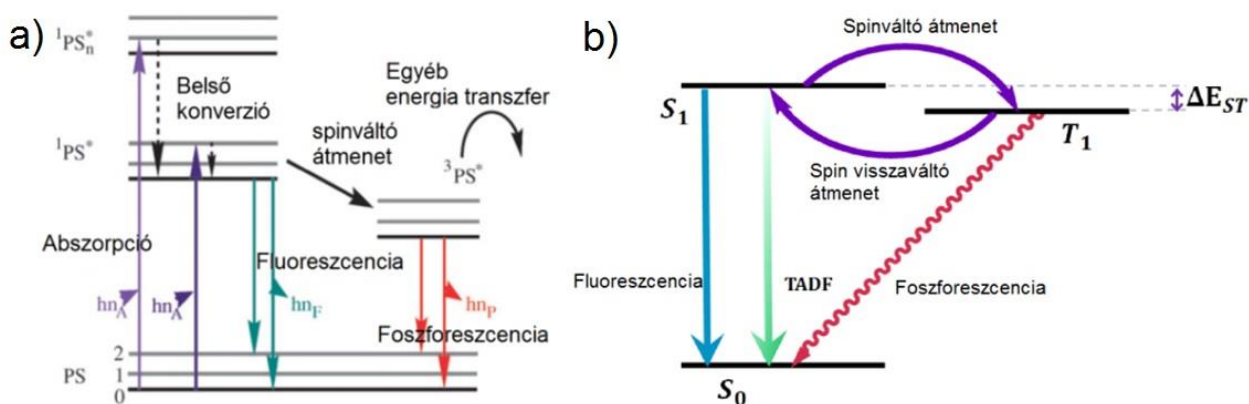 a)
¹PSₙ*
Belső
konverzió
¹PS*
spinváltó
átmenet
Egyéb
energia transzfer
³PS*
Abszorpció
Fluoreszcencia
hn_A
hn_A
hn_F
hn_P
Foszforeszcencia
PS
2
1
0
b)
Spinváltó átmenet
S₁
ΔE_ST
T₁
Spin visszaváltó
átmenet
Fluoreszcencia
TADF
Foszforeszcencia
S₀